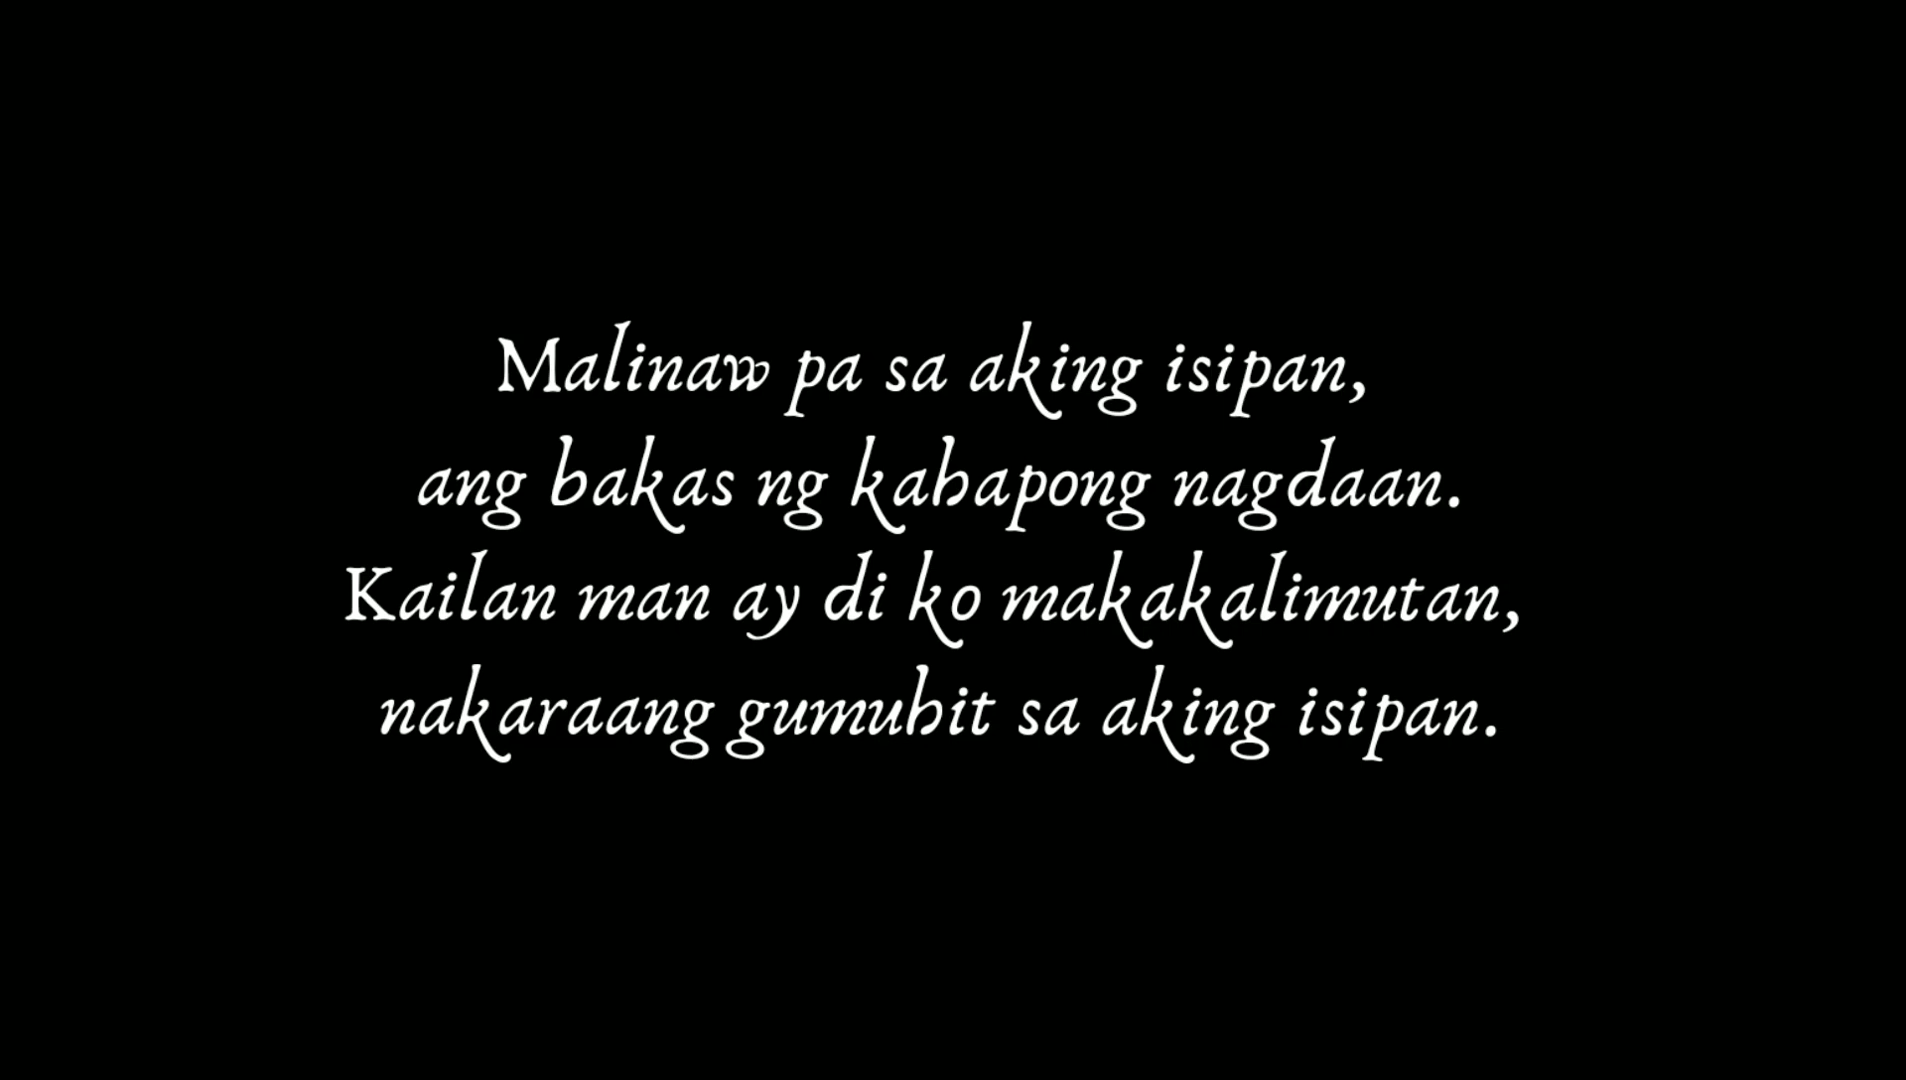 Malinaw pa sa aking isipan,
ang bakas ng kahapong nagdaan.
Kailan man ay di ko makakalimutan,
nakaraang gumuhit sa aking isipan.